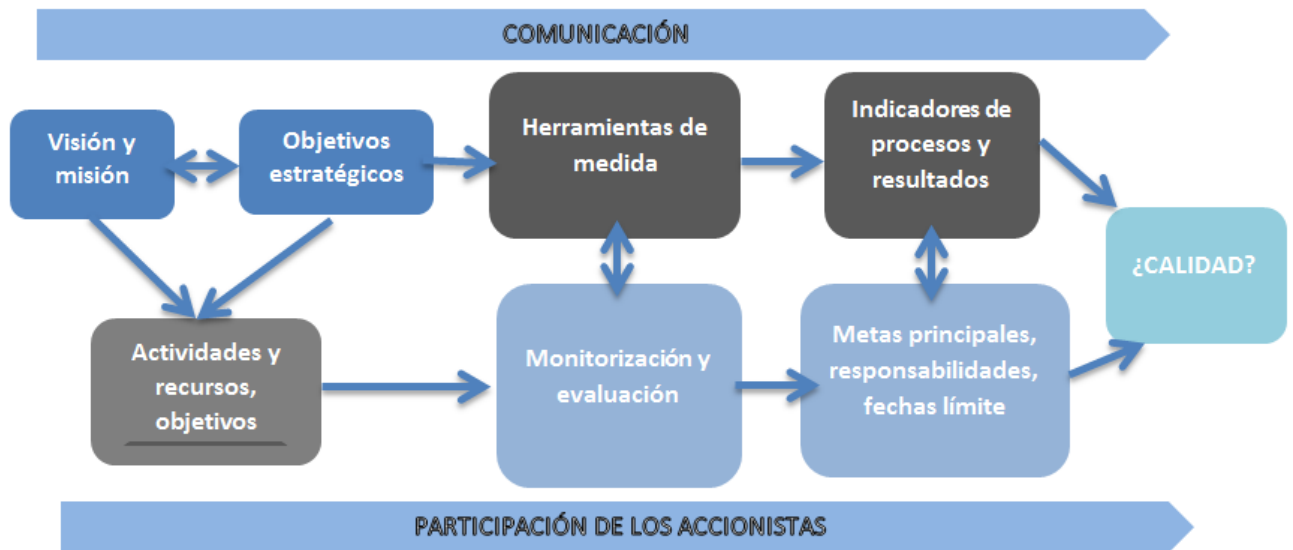 COMUNICACIÓN
Visión y
misión
Objetivos
estratégicos
Herramientas de
medida
Indicadores de
procesos y
resultados
¿CALIDAD?
Actividades y
recursos,
objetivos
Monitorización y
evaluación
Metas principales,
responsabilidades,
fechas límite
PARTICIPACIÓN DE LOS ACCIONISTAS